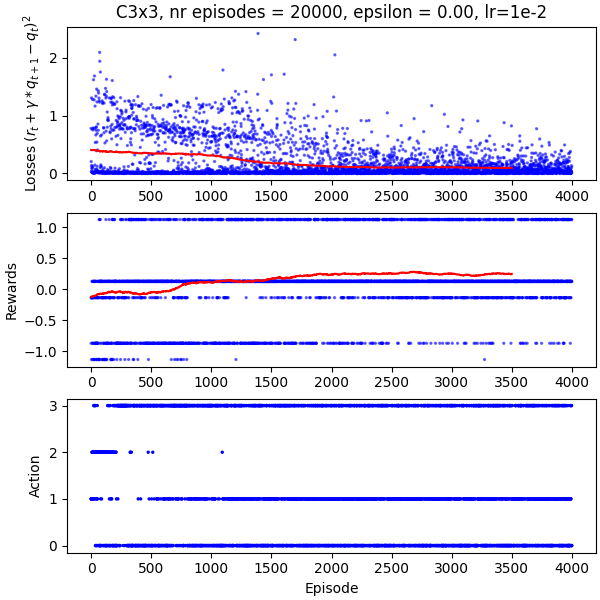 C3x3, nr episodes = 20000, epsilon = 0.00, lr=1e-2
Losses $(r_t + \gamma * q_{t+1} - q_t)^2$
2
1
0
0 500 1000 1500 2000 2500 3000 3500 4000
Rewards
1.0
0.5
0.0
−0.5
−1.0
0 500 1000 1500 2000 2500 3000 3500 4000
Action
3
2
1
0
0 500 1000 1500 2000 2500 3000 3500 4000
Episode